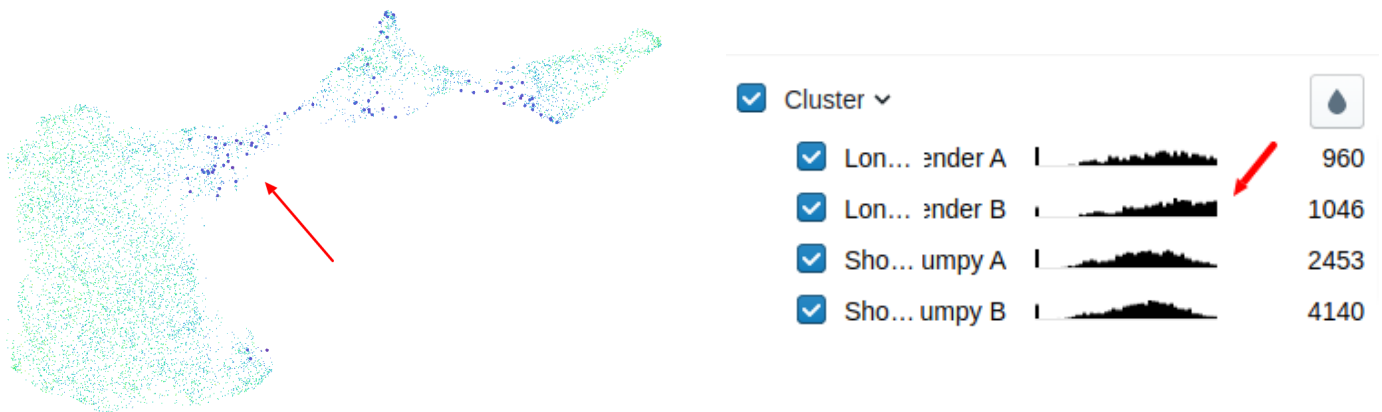 Cluster
Lon... ender A 960
Lon... ender B 1046
Sho... umpy A 2453
Sho... umpy B 4140